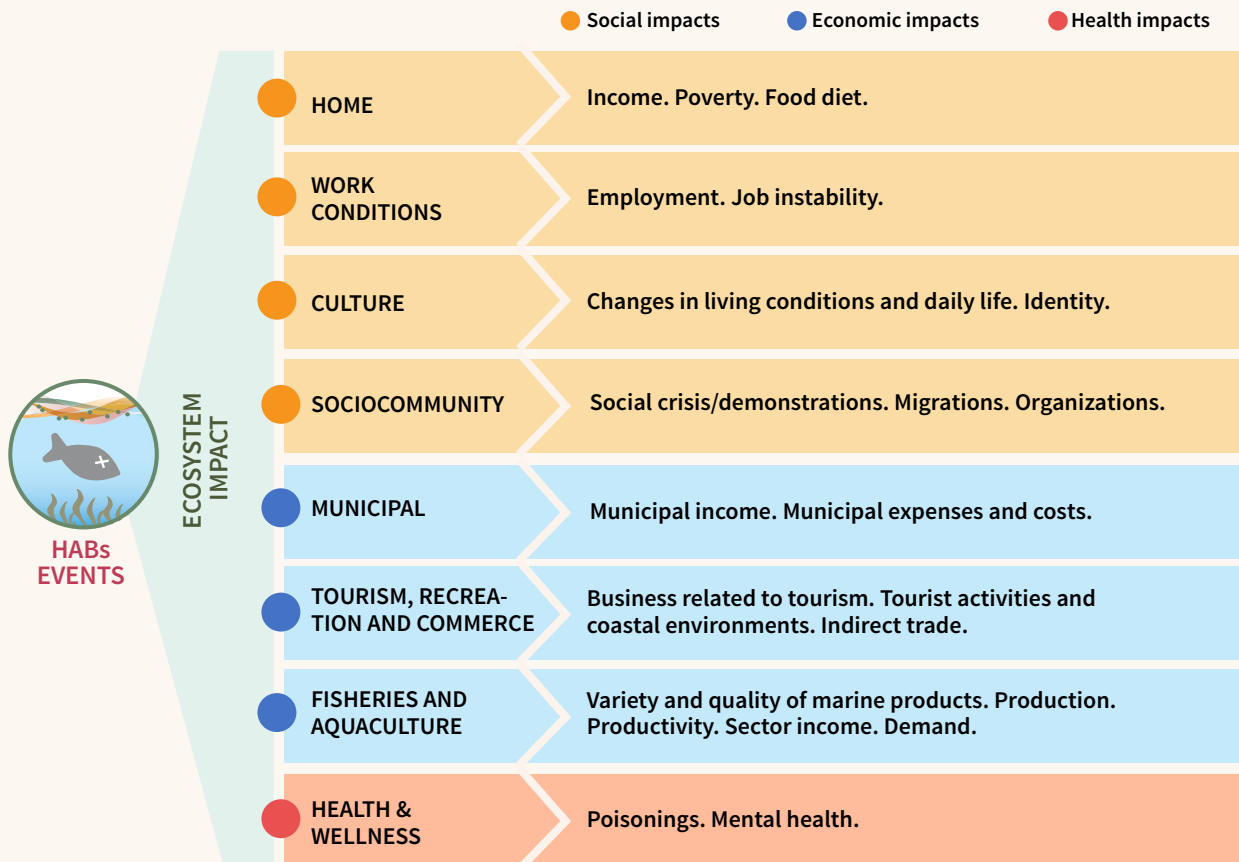 Social impacts
Economic impacts
Health impacts
HOME
Income. Poverty. Food diet.
WORK
CONDITIONS
Employment. Job instability.
CULTURE
Changes in living conditions and daily life. Identity.
SOCIOCOMMUNITY
Social crisis/demonstrations. Migrations. Organizations.
ECOSYSTEM
IMPACT
HABs
EVENTS
MUNICIPAL
Municipal income. Municipal expenses and costs.
TOURISM, RECREA-
TION AND COMMERCE
Business related to tourism. Tourist activities and
coastal environments. Indirect trade.
FISHERIES AND
AQUACULTURE
Variety and quality of marine products. Production.
Productivity. Sector income. Demand.
HEALTH &
WELLNESS
Poisonings. Mental health.